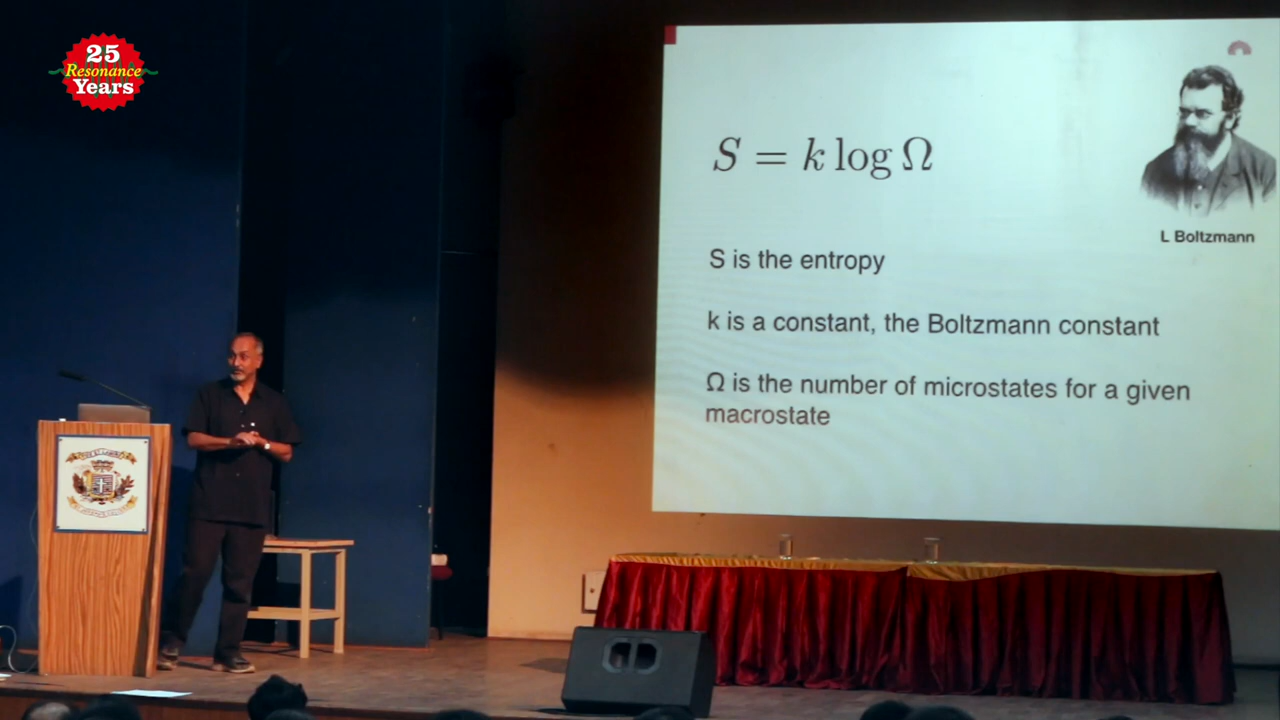 25
Resonance
Years
S = k log Ω
L Boltzmann
S is the entropy
k is a constant, the Boltzmann constant
Ω is the number of microstates for a given
macrostate